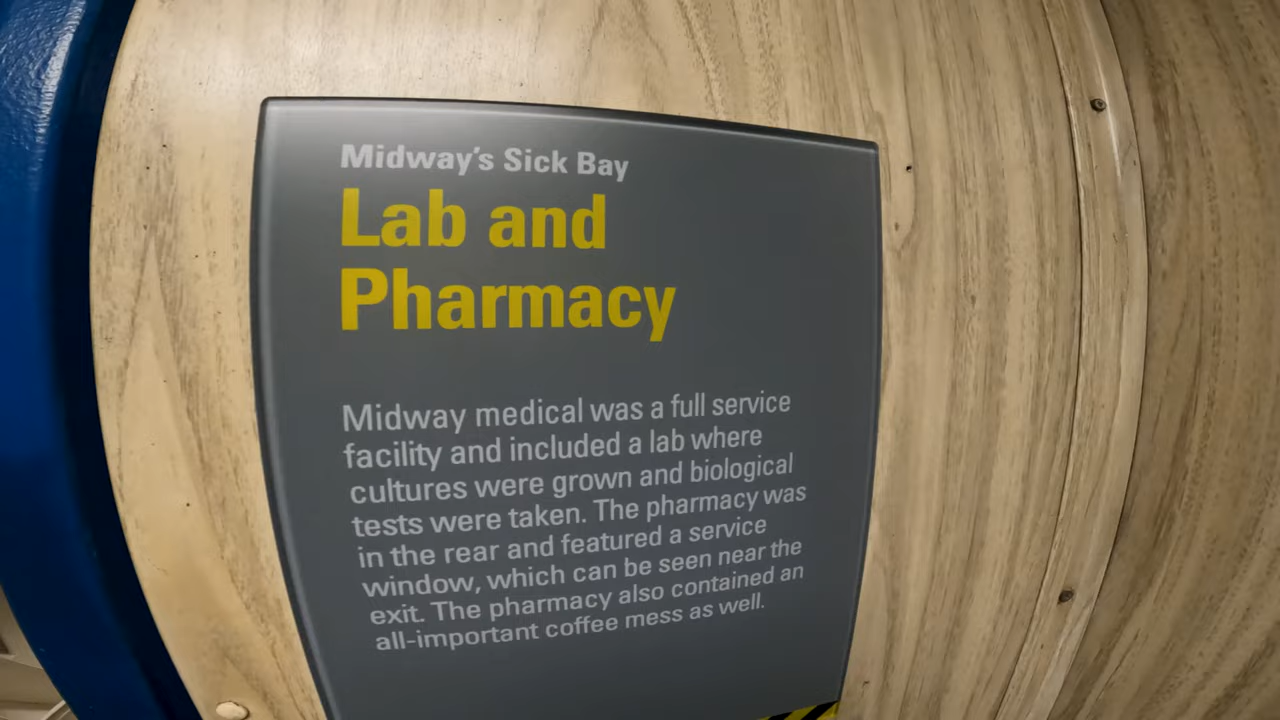 Midway's Sick Bay
Lab and
Pharmacy
Midway medical was a full service
facility and included a lab where
cultures were grown and biological
tests were taken. The pharmacy was
in the rear and featured a service
window, which can be seen near the
exit. The pharmacy also contained an
all-important coffee mess as well.